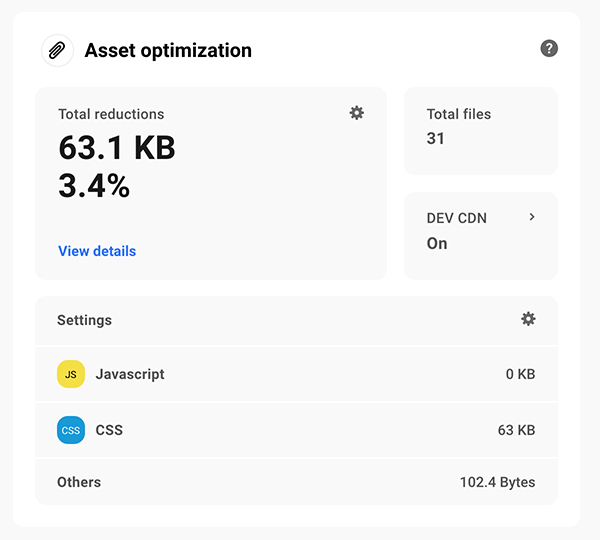 Asset optimization
?
Total reductions
63.1 KB
3.4%
View details
Total files
31
DEV CDN
On
Settings
JS Javascript 0 KB
CSS CSS 63 KB
Others 102.4 Bytes